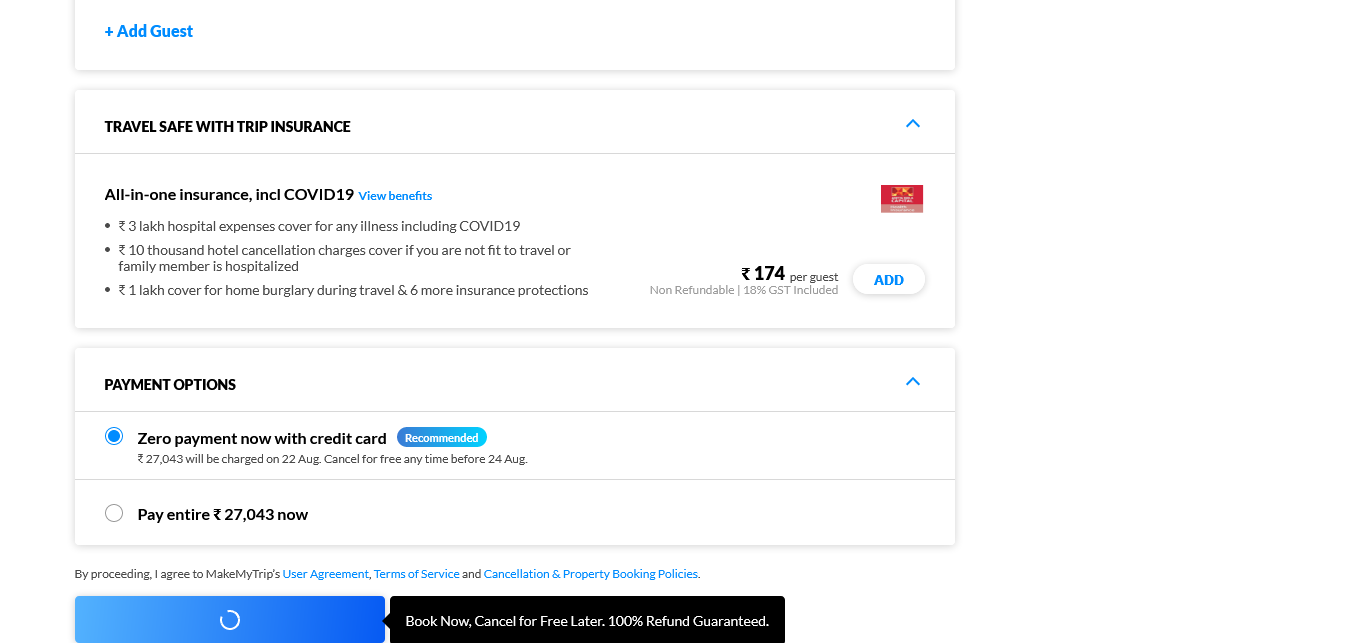 + Add Guest
TRAVEL SAFE WITH TRIP INSURANCE
All-in-one insurance, incl COVID19 View benefits
• ₹ 3 lakh hospital expenses cover for any illness including COVID19
• ₹ 10 thousand hotel cancellation charges cover if you are not fit to travel or
family member is hospitalized
• ₹ 1 lakh cover for home burglary during travel & 6 more insurance protections
₹ 174 per guest
Non Refundable | 18% GST Included
ADD
PAYMENT OPTIONS
Zero payment now with credit card Recommended
₹ 27,043 will be charged on 22 Aug. Cancel for free any time before 24 Aug.
Pay entire ₹ 27,043 now
By proceeding, I agree to MakeMyTrip's User Agreement, Terms of Service and Cancellation & Property Booking Policies.
Book Now, Cancel for Free Later. 100% Refund Guaranteed.